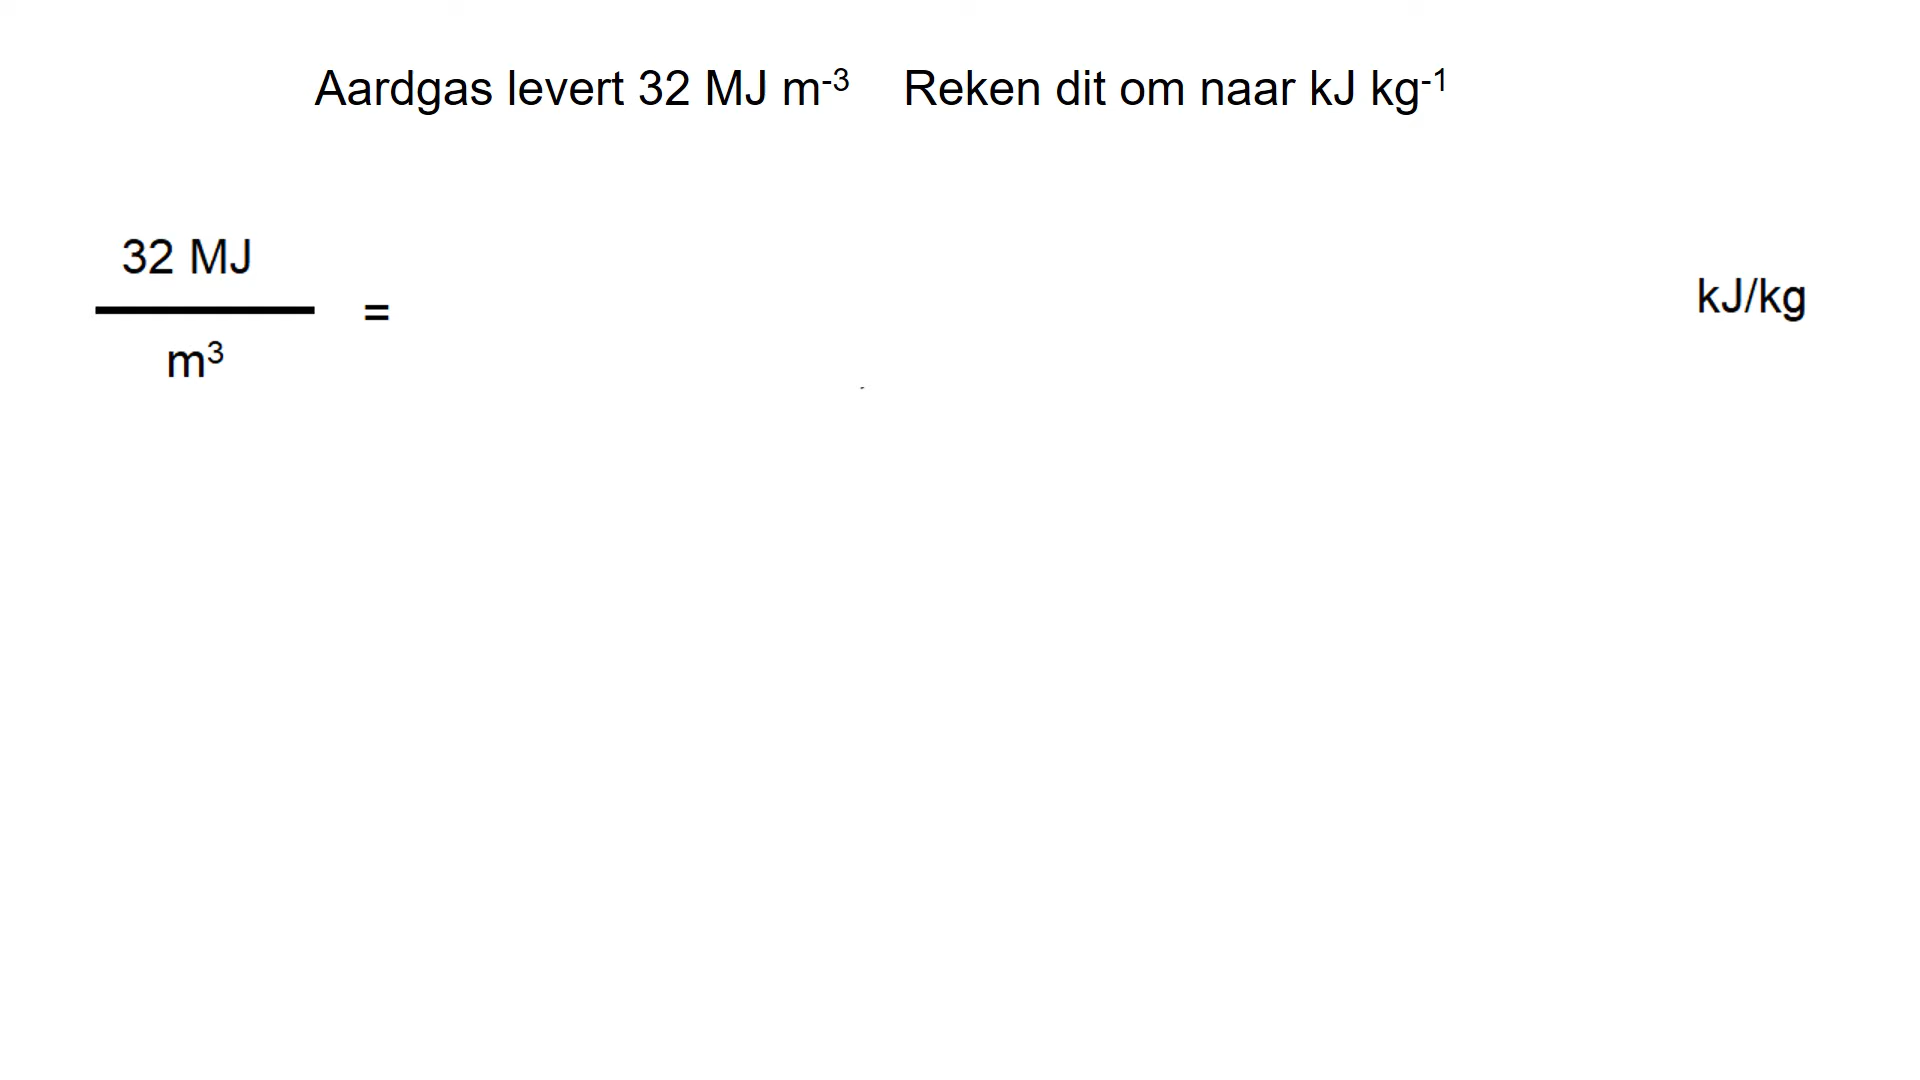 Aardgas levert 32 MJ m⁻³ Reken dit om naar kJ kg⁻¹
32 MJ
m³
=
kJ/kg